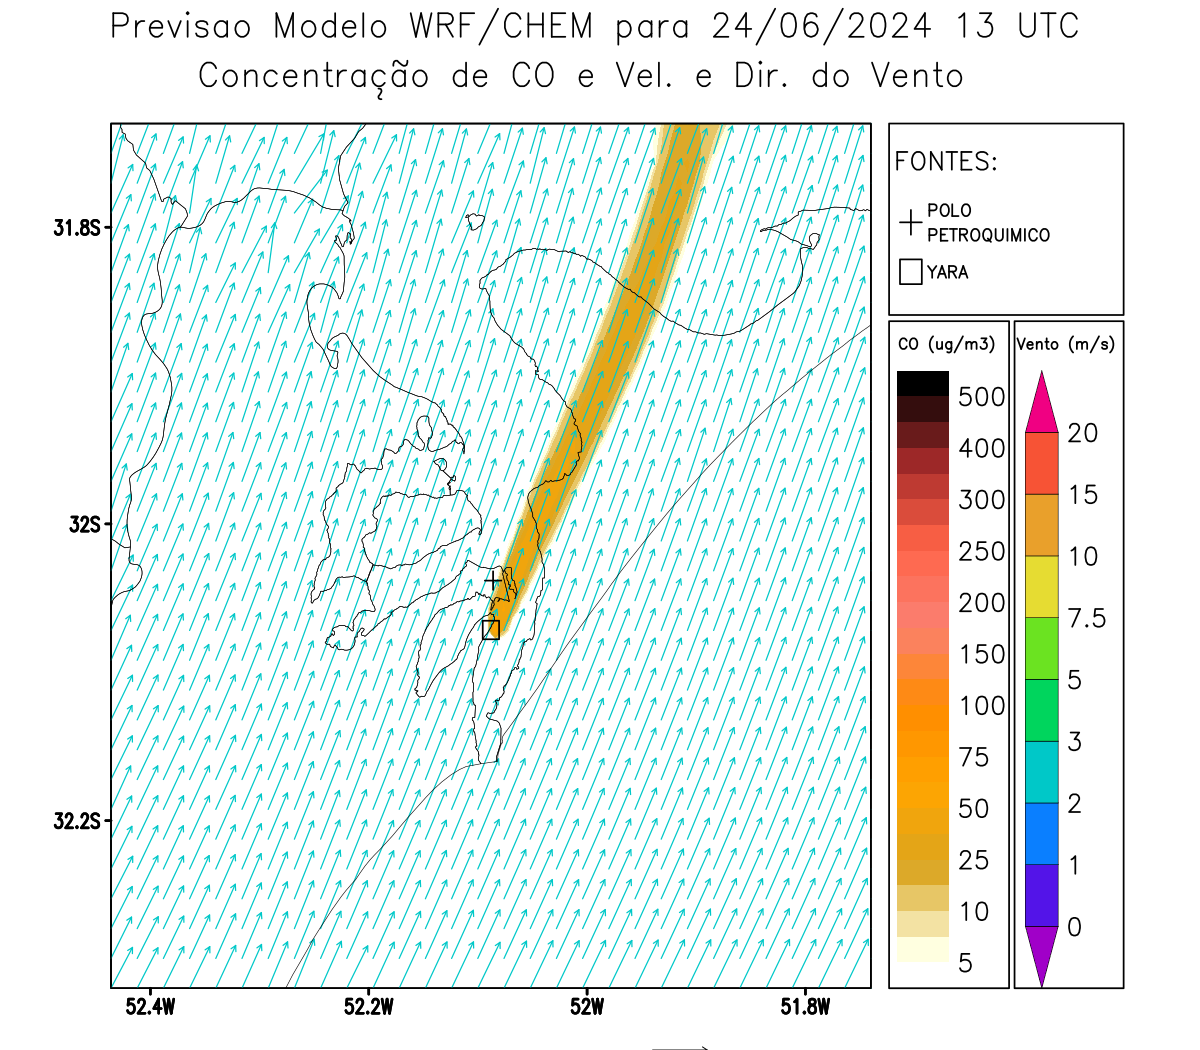 Previsao Modelo WRF/CHEM para 24/06/2024 13 UTC
Concentração de CO e Vel. e Dir. do Vento
FONTES:
POLO
PETROQUIMICO
YARA
31.8S
32S
32.2S
52.4W
52.2W
52W
51.8W
CO (ug/m3)
500
400
300
250
200
150
100
75
50
25
10
5
Vento (m/s)
20
15
10
7.5
5
3
2
1
0